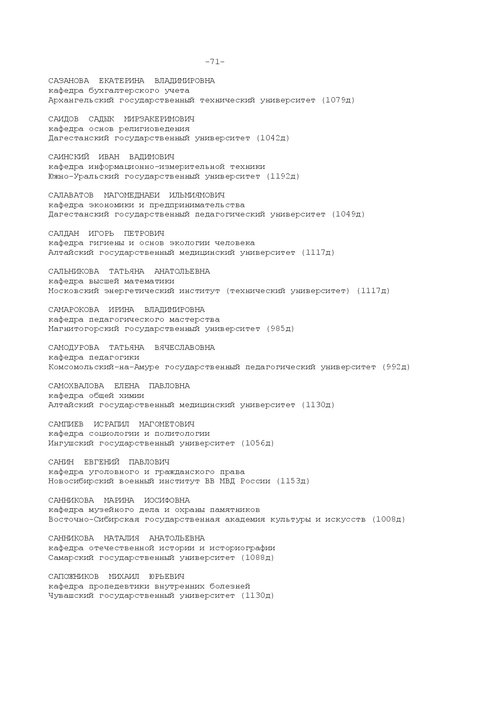 -71-
САЗАНОВА ЕКАТЕРИНА ВЛАДИМИРОВНА
кафедра бухгалтерского учета
Архангельский государственный технический университет (1079д)
САИДОВ САДЫК МИРЗАКЕРИМОВИЧ
кафедра основ религиоведения
Дагестанский государственный университет (1042д)
САИНСКИЙ ИВАН ВАДИМОВИЧ
кафедра информационно-измерительной техники
Южно-Уральский государственный университет (1192д)
САЛАВАТОВ МАГОМЕДНАБИ ИЛЬМИЯМОВИЧ
кафедра экономики и предпринимательства
Дагестанский государственный педагогический университет (1049д)
САЛДАН ИГОРЬ ПЕТРОВИЧ
кафедра гигиены и основ экологии человека
Алтайский государственный медицинский университет (1117д)
САЛЬНИКОВА ТАТЬЯНА АНАТОЛЬЕВНА
кафедра высшей математики
Московский энергетический институт (технический университет) (1117д)
САМАРОКОВА ИРИНА ВЛАДИМИРОВНА
кафедра педагогического мастерства
Магнитогорский государственный университет (985д)
САМОДУРОВА ТАТЬЯНА ВЯЧЕСЛАВОВНА
кафедра педагогики
Комсомольский-на-Амуре государственный педагогический университет (992д)
САМОХВАЛОВА ЕЛЕНА ПАВЛОВНА
кафедра общей химии
Алтайский государственный медицинский университет (1130д)
САМПИЕВ ИСРАПИЛ МАГОМЕТОВИЧ
кафедра социологии и политологии
Ингушский государственный университет (1056д)
САНИН ЕВГЕНИЙ ПАВЛОВИЧ
кафедра уголовного и гражданского права
Новосибирский военный институт ВВ МВД России (1153д)
САННИКОВА МАРИНА ИОСИФОВНА
кафедра музейного дела и охраны памятников
Восточно-Сибирская государственная академия культуры и искусств (1008д)
САННИКОВА НАТАЛИЯ АНАТОЛЬЕВНА
кафедра отечественной истории и историографии
Самарский государственный университет (1088д)
САПОЖНИКОВ МИХАИЛ ЮРЬЕВИЧ
кафедра пропедевтики внутренних болезней
Чувашский государственный университет (1130д)